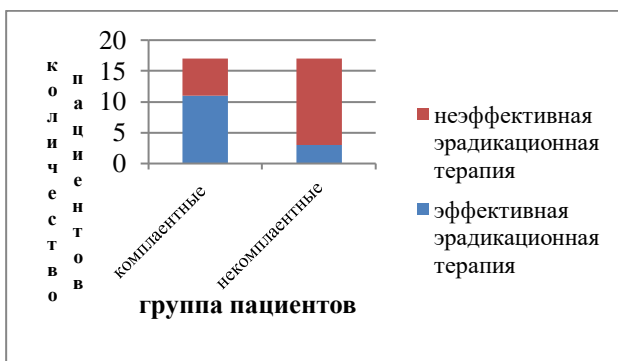 количество
пациентов
20
15
10
5
0
комплаентные
некомплаентные
группа пациентов
неэффективная
эрадикационная
терапия
эффективная
эрадикационная
терапия